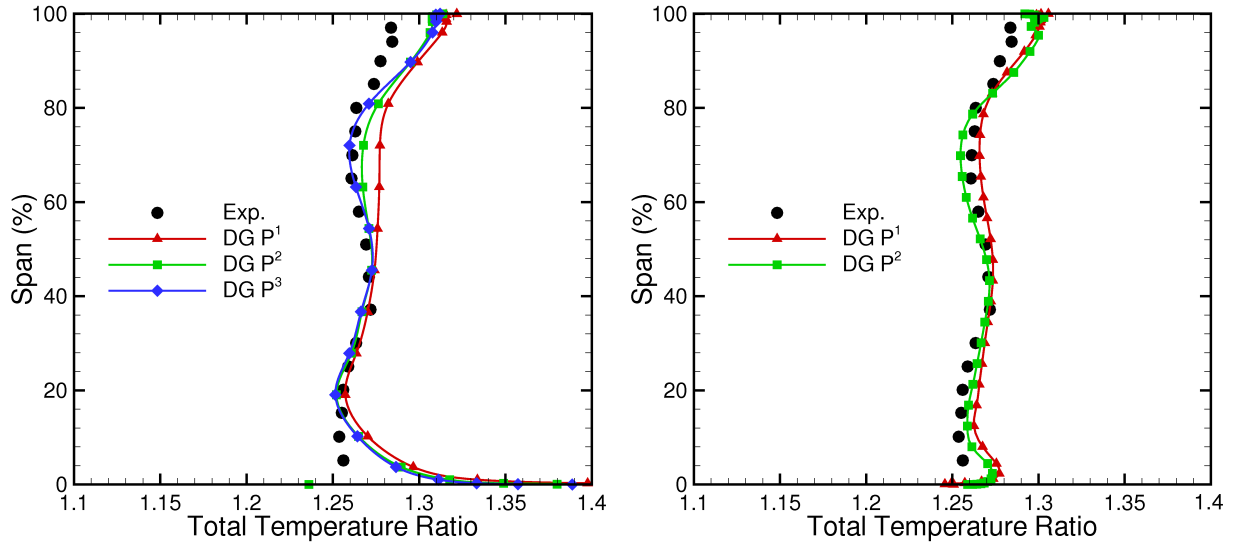 100
80
60
40
20
0
Span (%)
Exp.
DG P¹
DG P²
DG P³
1.1 1.15 1.2 1.25 1.3 1.35 1.4
Total Temperature Ratio
100
80
60
40
20
0
Span (%)
Exp.
DG P¹
DG P²
1.1 1.15 1.2 1.25 1.3 1.35 1.4
Total Temperature Ratio